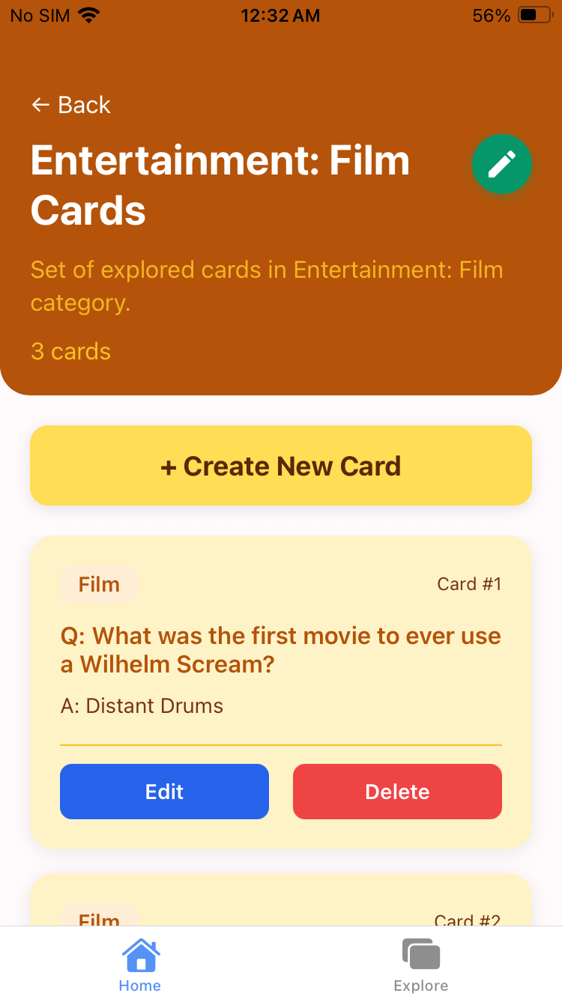 No SIM 12:32 AM 56%
← Back
Entertainment: Film
Cards
Set of explored cards in Entertainment: Film
category.
3 cards
+ Create New Card
Film Card #1
Q: What was the first movie to ever use
a Wilhelm Scream?
A: Distant Drums
Edit Delete
Film Card #2
Home Explore